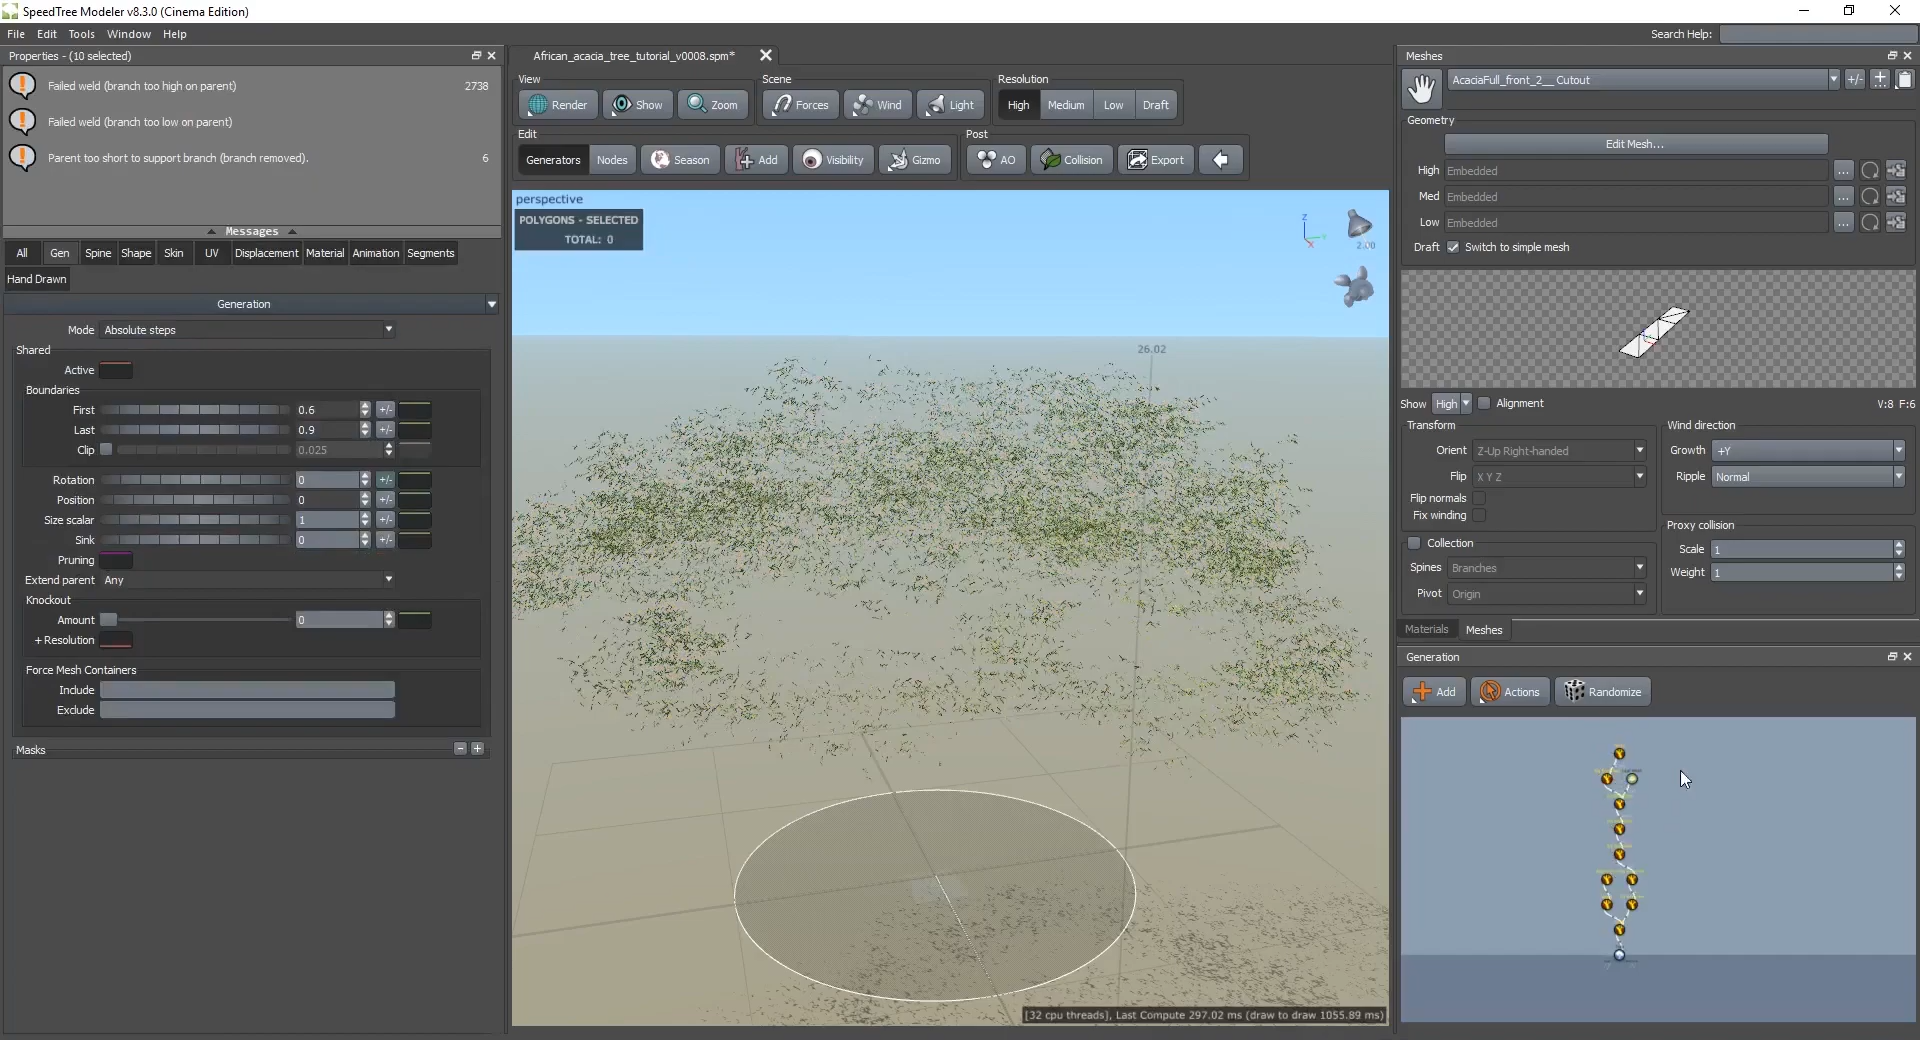 SpeedTree Modeler v8.3.0 (Cinema Edition)
File Edit Tools Window Help
Search Help:
Properties - (10 selected)
Failed weld (branch too high on parent) 2738
Failed weld (branch too low on parent)
Parent too short to support branch (branch removed). 6
Messages
All Gen Spine Shape Skin UV Displacement Material Animation Segments
Hand Drawn
Generation
Mode Absolute steps
Shared
Active
Boundaries
First 0.6 +/-
Last 0.9 +/-
Clip 0.025
Rotation 0 +/-
Position 0 +/-
Size scalar 1 +/-
Sink 0 +/-
Pruning
Extend parent Any
Knockout
Amount 0
+ Resolution
Force Mesh Containers
Include
Exclude
Masks - +
African_acacia_tree_tutorial_v0008.spm*
View Scene Resolution
Render Show Zoom Forces Wind Light High Medium Low Draft
Edit Post
Generators Nodes Season Add Visibility Gizmo AO Collision Export
perspective
POLYGONS - SELECTED
TOTAL: 0
Z
2.00
26.02
[32 cpu threads], Last Compute 297.02 ms (draw to draw 1055.89 ms)
Meshes
AcaciaFull_front_2__Cutout +/-
Geometry
Edit Mesh...
High Embedded ...
Med Embedded ...
Low Embedded ...
Draft Switch to simple mesh
Show High Alignment V:8 F:6
Transform Wind direction
Orient Z-Up Right-handed Growth +Y
Flip X Y Z Ripple Normal
Flip normals
Fix winding
Proxy collision
Collection Scale 1
Spines Branches Weight 1
Pivot Origin
Materials Meshes
Generation
Add Actions Randomize